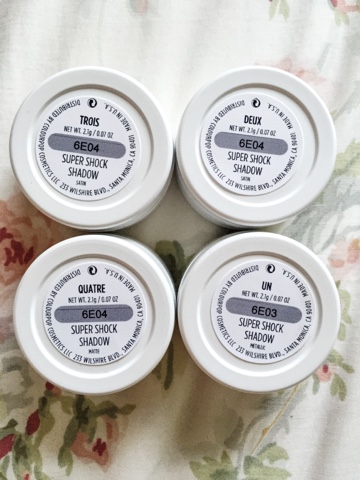 TROIS
NET WT. 2.1g / 0.07 OZ
6E04
SUPER SHOCK
SHADOW
SATIN
DISTRIBUTED BY COLOURPOP COSMETICS LLC 233 WILSHIRE BLVD., SANTA MONICA, CA 90401 MADE IN U.S.A.
DEUX
NET WT. 2.1g / 0.07 OZ
6E04
SUPER SHOCK
SHADOW
SATIN
DISTRIBUTED BY COLOURPOP COSMETICS LLC. 233 WILSHIRE BLVD., SANTA MONICA, CA 90401 MADE IN U.S.A.
QUATRE
NET WT. 2.1g / 0.07 OZ
6E04
SUPER SHOCK
SHADOW
MATTE
DISTRIBUTED BY COLOURPOP COSMETICS LLC 233 WILSHIRE BLVD., SANTA MONICA, CA 90401 MADE IN U.S.A.
UN
NET WT. 2.1g / 0.07 OZ
6E03
SUPER SHOCK
SHADOW
METALLIC
DISTRIBUTED BY COLOURPOP COSMETICS LLC 233 WILSHIRE BLVD., SANTA MONICA, CA 90401 MADE IN U.S.A.